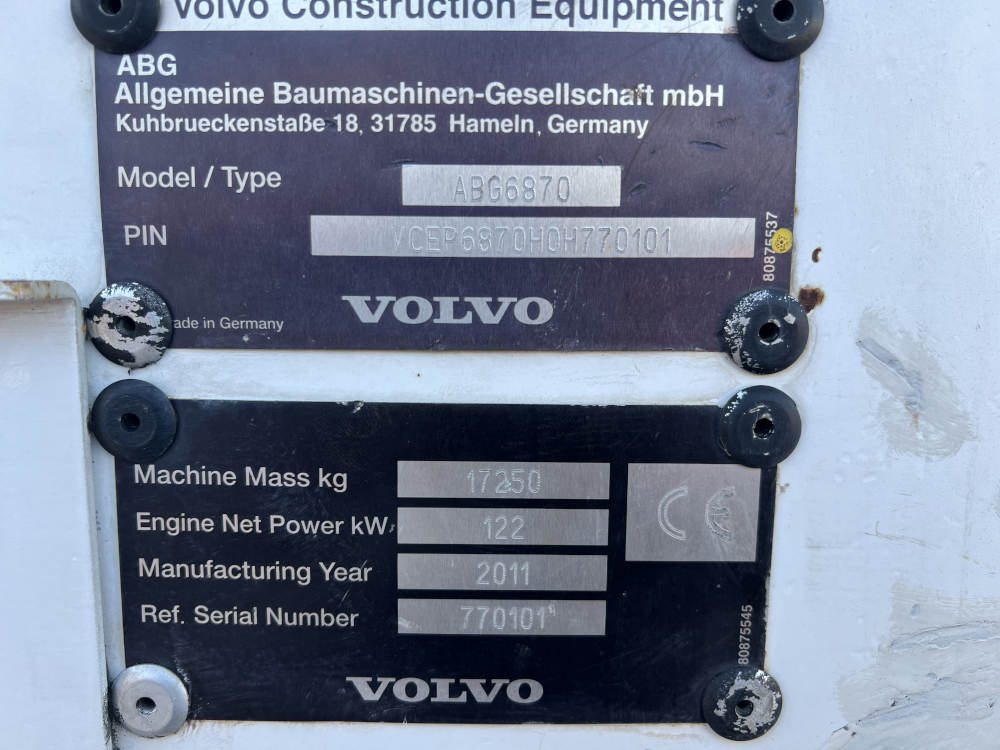 Volvo Construction Equipment
ABG
Allgemeine Baumaschinen-Gesellschaft mbH
Kuhbrueckenstaße 18, 31785 Hameln, Germany
Model / Type ABG6870
PIN VCEP6870H0H770101
80875537
VOLVO
ade in Germany
Machine Mass kg 17250
Engine Net Power kW 122
CE
Manufacturing Year 2011
Ref. Serial Number 770101
80875545
VOLVO